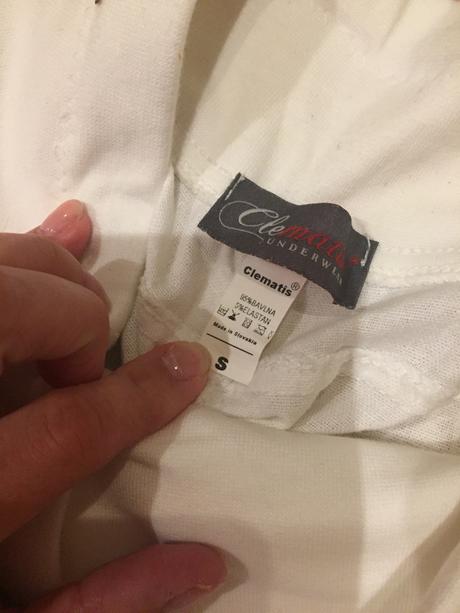 Clematis
UNDERWEAR
Clematis®
95%BAVLNA
5%ELASTAN
Made in Slovakia
S